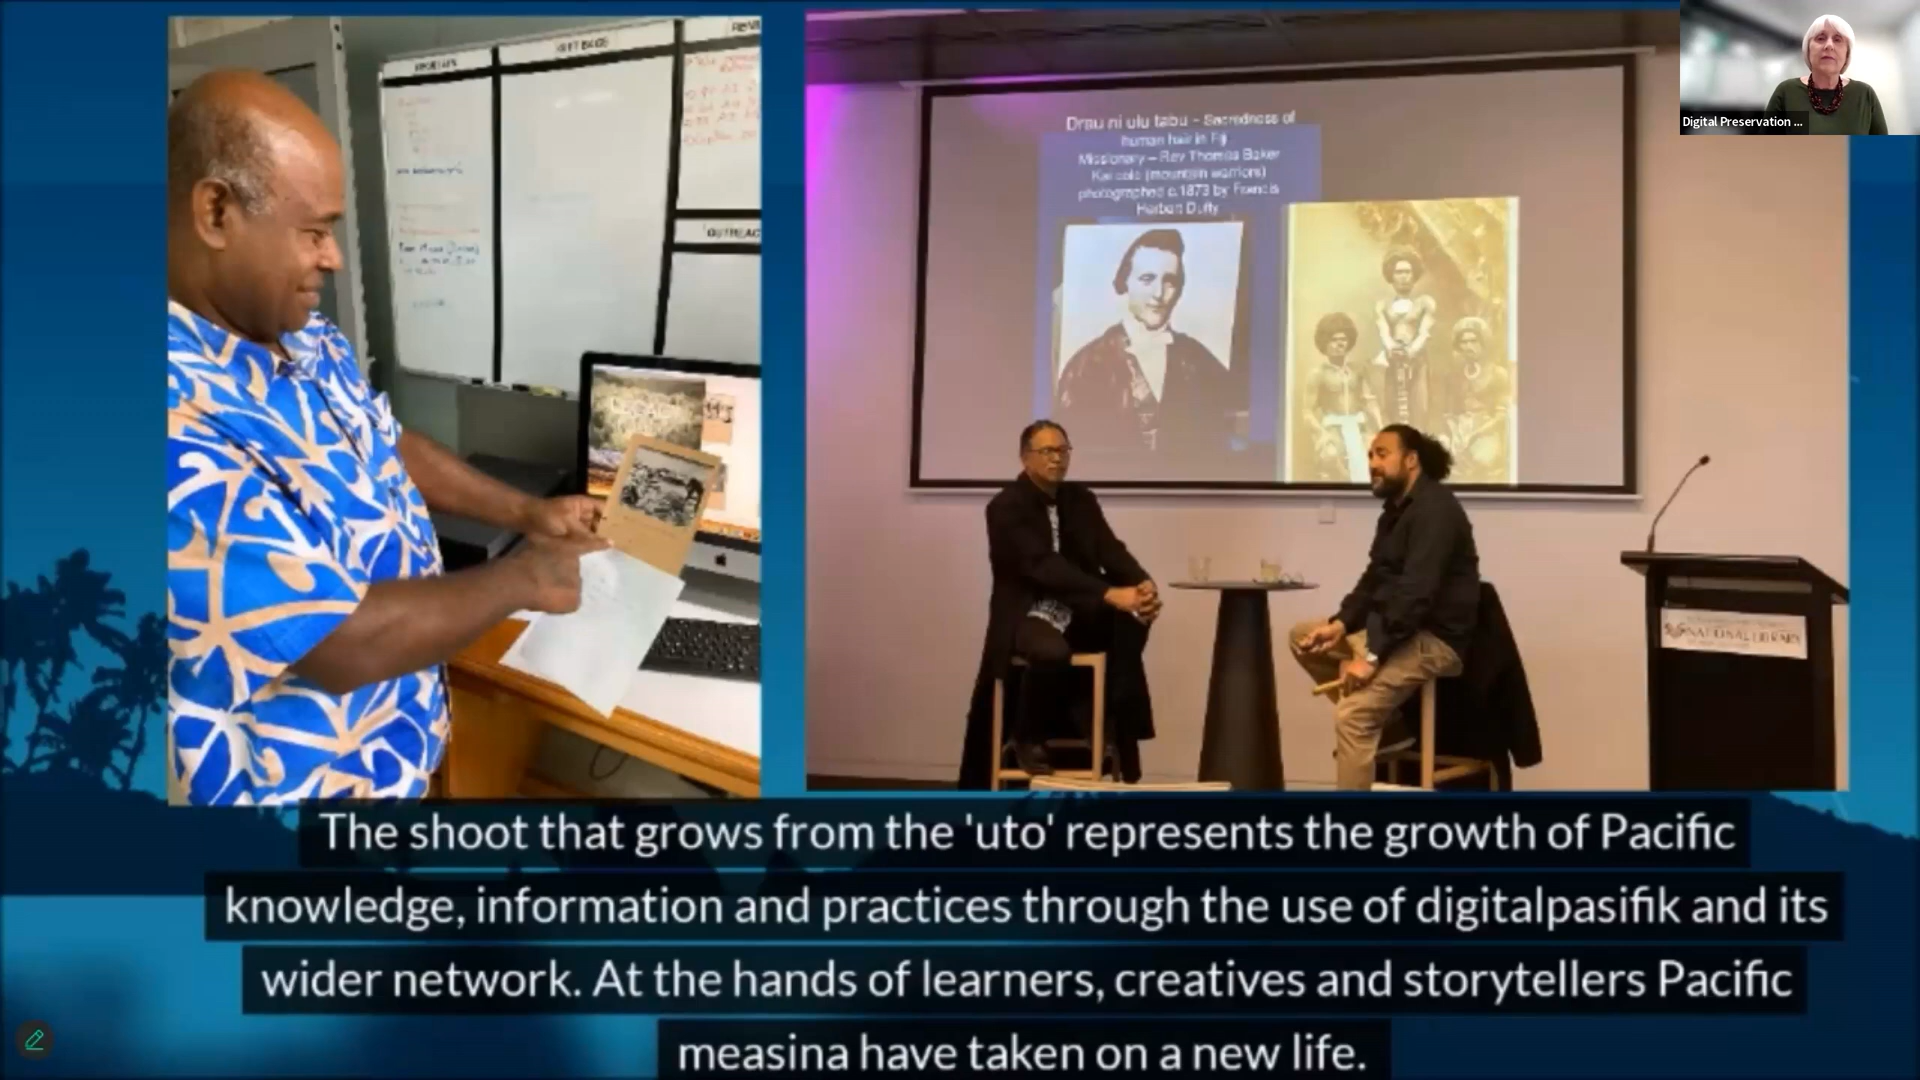 Digital Preservation ...
Drau ni ulu tabu - Sacredness of
human hair in Fiji
Missionary – Rev Thomas Baker
Kai colo (mountain warriors)
photographed c.1873 by Francis
Herbert Dufty
NATIONAL LIBRARY
The shoot that grows from the 'uto' represents the growth of Pacific
knowledge, information and practices through the use of digitalpasifik and its
wider network. At the hands of learners, creatives and storytellers Pacific
measina have taken on a new life.